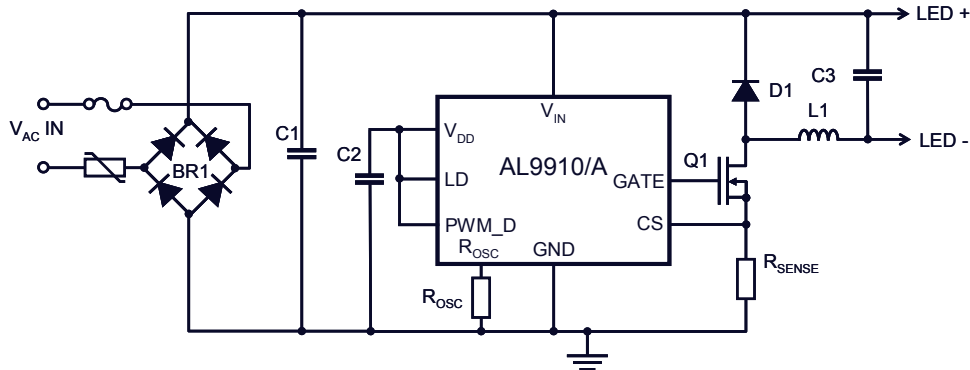 LED +
C3
D1
L1
V_IN
V_AC IN
C1
BR1
C2
V_DD
LED -
AL9910/A
Q1
LD
GATE
PWM_D
CS
R_OSC
GND
R_SENSE
R_OSC